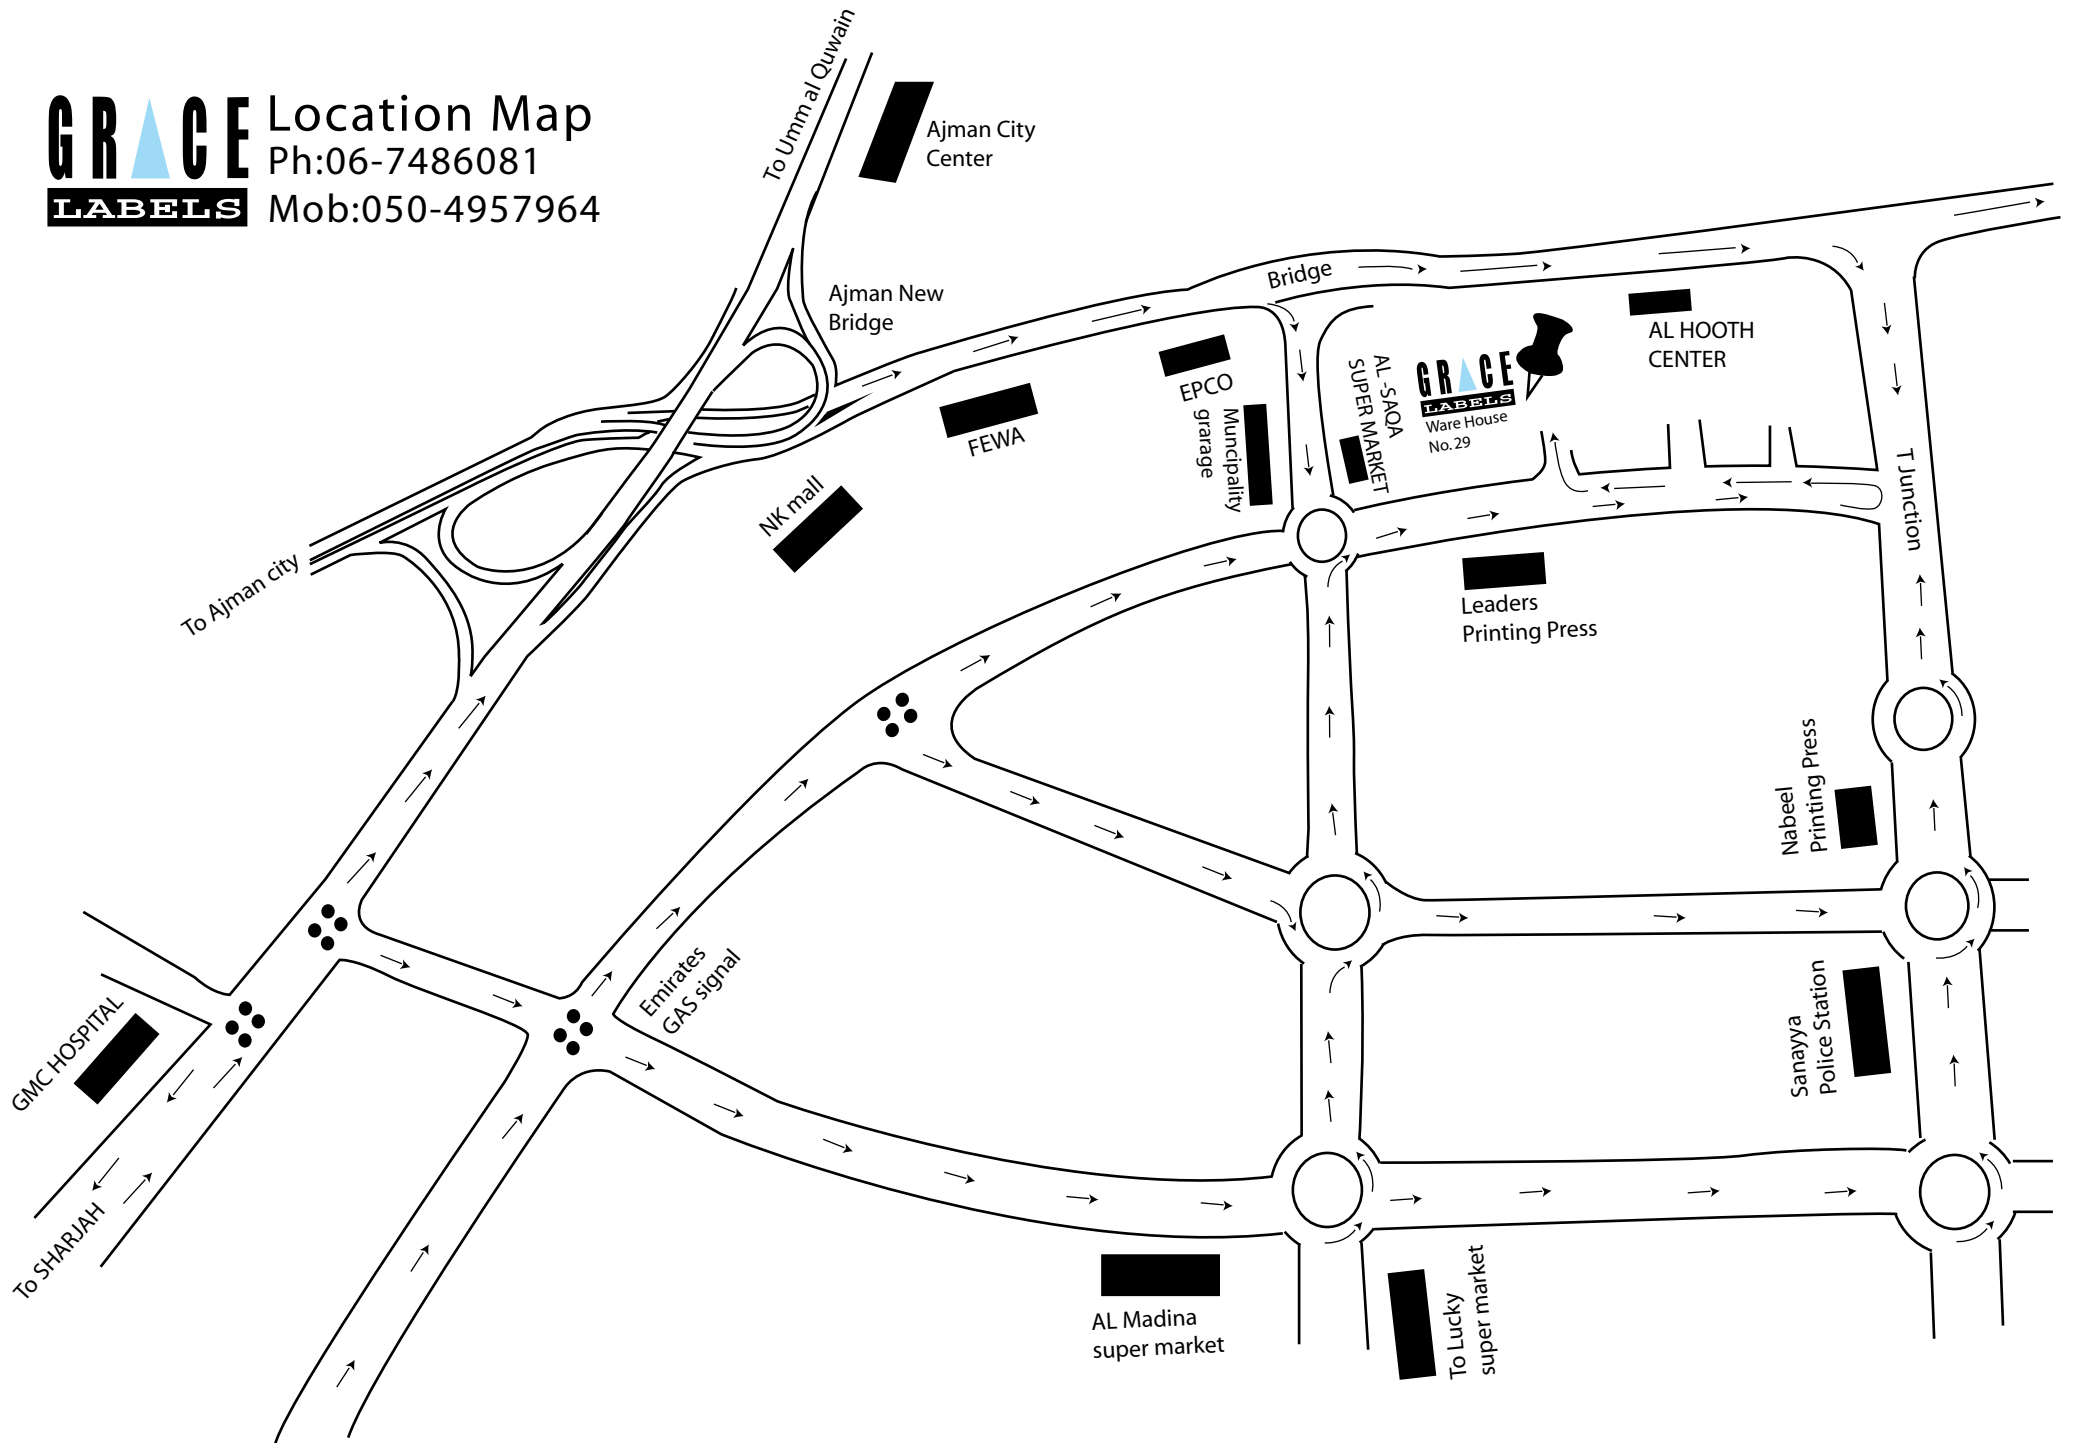 GRACE
LABELS
Location Map
Ph:06-7486081
Mob:050-4957964
To Umm al Quwain
Ajman City
Center
Ajman New
Bridge
Bridge
AL HOOTH
CENTER
EPCO
Muncipality
grarage
AL -SAQA
SUPER MARKET
GRACE
LABELS
Ware House
No. 29
FEWA
NK mall
T Junction
To Ajman city
Leaders
Printing Press
Nabeel
Printing Press
Emirates
GAS signal
GMC HOSPITAL
Sanayya
Police Station
To SHARJAH
AL Madina
super market
To Lucky
super market